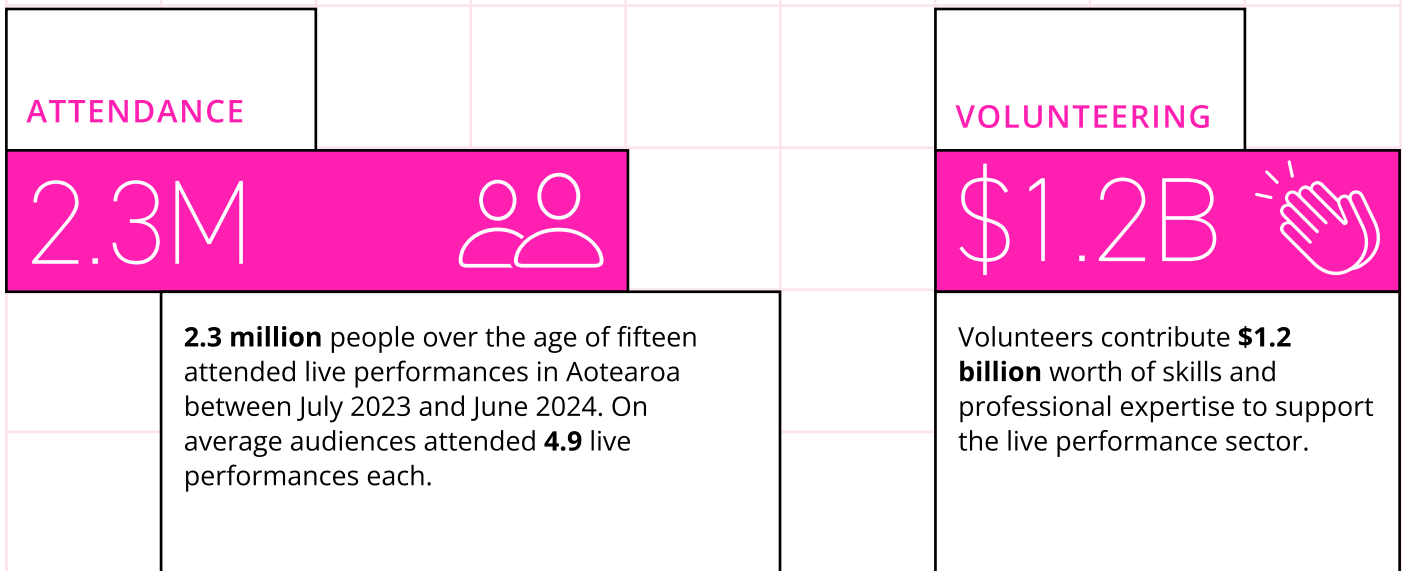 ATTENDANCE
2.3M
2.3 million people over the age of fifteen
attended live performances in Aotearoa
between July 2023 and June 2024. On
average audiences attended 4.9 live
performances each.
VOLUNTEERING
$1.2B
Volunteers contribute $1.2
billion worth of skills and
professional expertise to support
the live performance sector.